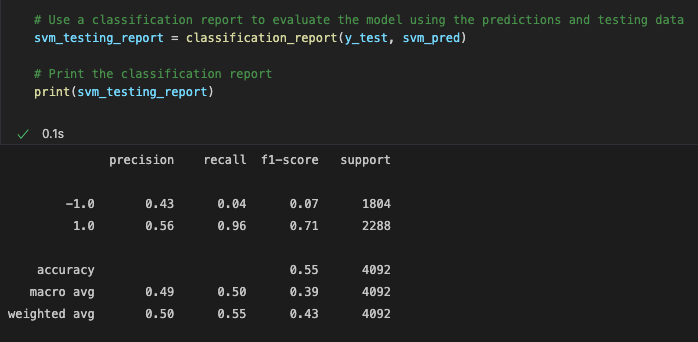 # Use a classification report to evaluate the model using the predictions and testing data
svm_testing_report = classification_report(y_test, svm_pred)
# Print the classification report
print(svm_testing_report)
✓ 0.1s
precision recall f1-score support
-1.0 0.43 0.04 0.07 1804
1.0 0.56 0.96 0.71 2288
accuracy 0.55 4092
macro avg 0.49 0.50 0.39 4092
weighted avg 0.50 0.55 0.43 4092